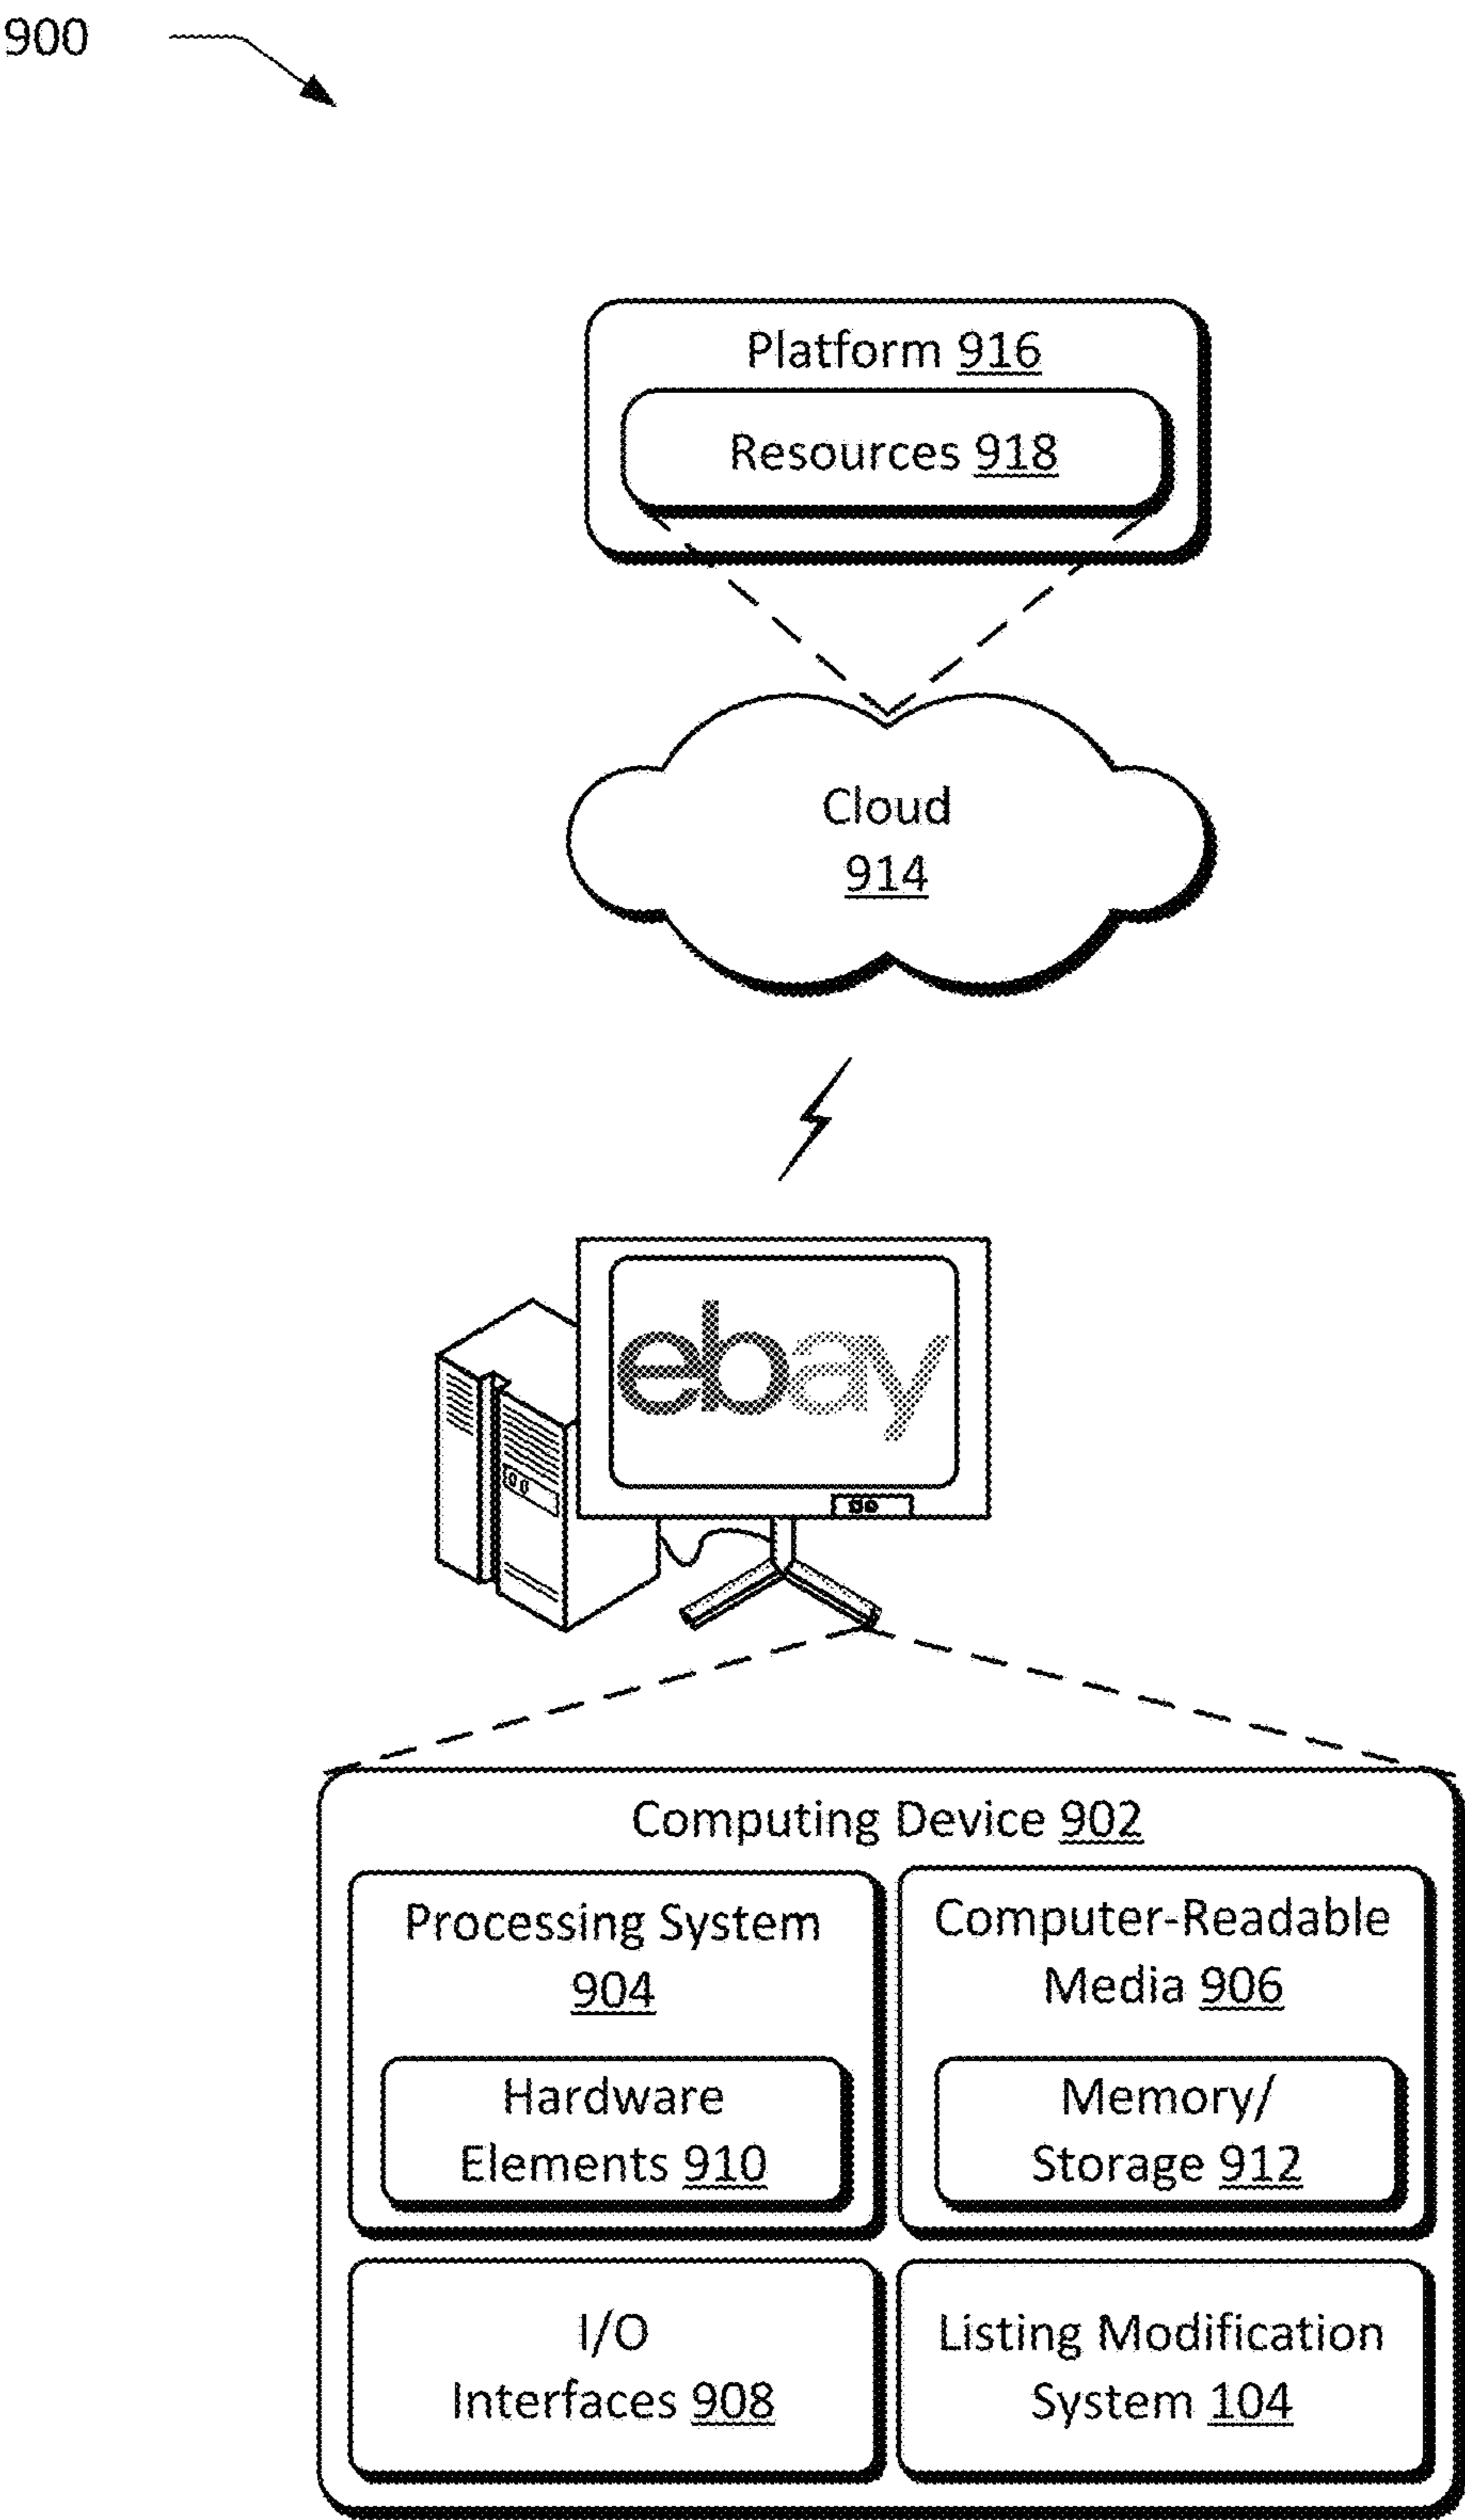 900
Platform 916
Resources 918
Cloud
914
ebay
Computing Device 902
Processing System
904
Hardware
Elements 910
Computer-Readable
Media 906
Memory/
Storage 912
I/O
Interfaces 908
Listing Modification
System 104